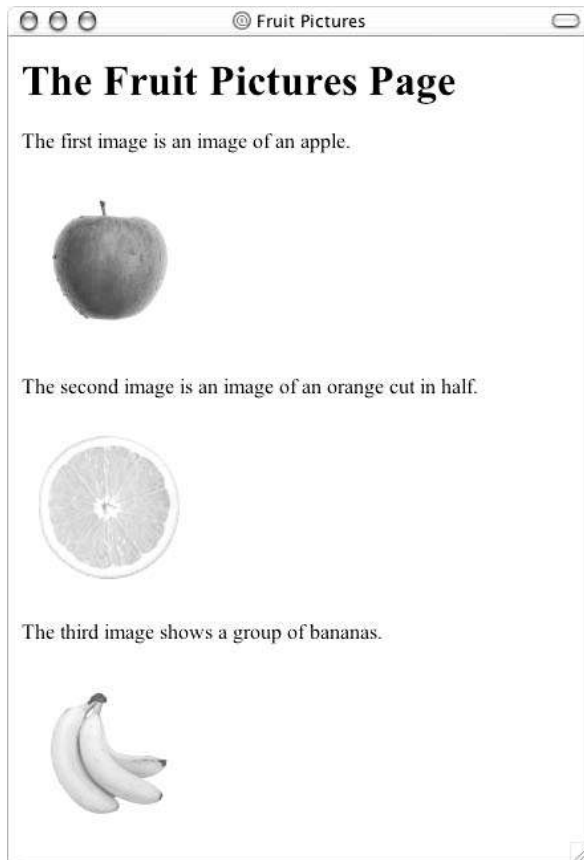 Fruit Pictures
The Fruit Pictures Page
The first image is an image of an apple.
The second image is an image of an orange cut in half.
The third image shows a group of bananas.